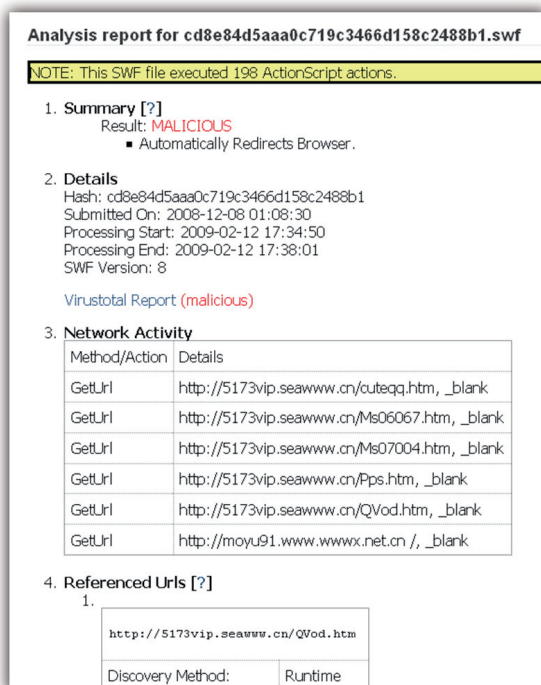 Analysis report for cd8e84d5aaa0c719c3466d158c2488b1.swf
NOTE: This SWF file executed 198 ActionScript actions.
1. Summary [?]
Result: MALICIOUS
▪ Automatically Redirects Browser.
2. Details
Hash: cd8e84d5aaa0c719c3466d158c2488b1
Submitted On: 2008-12-08 01:08:30
Processing Start: 2009-02-12 17:34:50
Processing End: 2009-02-12 17:38:01
SWF Version: 8
Virustotal Report (malicious)
3. Network Activity
Method/Action Details
GetUrl http://5173vip.seawww.cn/cuteqq.htm, _blank
GetUrl http://5173vip.seawww.cn/Ms06067.htm, _blank
GetUrl http://5173vip.seawww.cn/Ms07004.htm, _blank
GetUrl http://5173vip.seawww.cn/Pps.htm, _blank
GetUrl http://5173vip.seawww.cn/QVod.htm, _blank
GetUrl http://moyu91.www.wwwx.net.cn /, _blank
4. Referenced Urls [?]
1.
http://5173vip.seawww.cn/QVod.htm
Discovery Method: Runtime